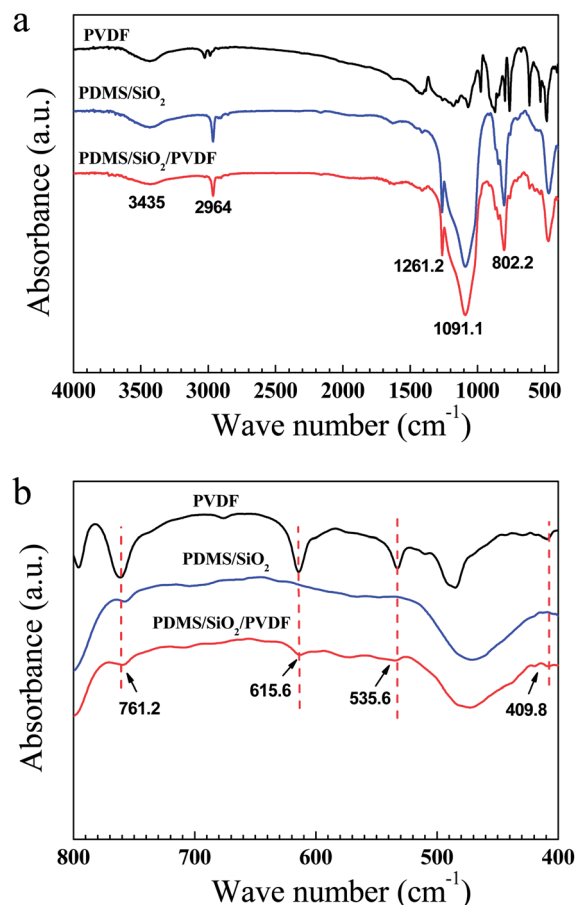 a
PVDF
PDMS/SiO₂
PDMS/SiO₂/PVDF
3435
2964
1261.2
802.2
1091.1
Absorbance (a.u.)
4000 3500 3000 2500 2000 1500 1000 500
Wave number (cm⁻¹)
b
PVDF
PDMS/SiO₂
PDMS/SiO₂/PVDF
761.2
615.6
535.6
409.8
Absorbance (a.u.)
800 700 600 500 400
Wave number (cm⁻¹)